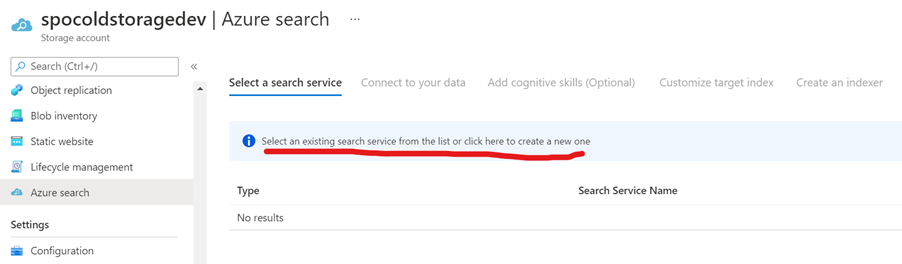 spocoldstoragedev | Azure search ...
Storage account
Search (Ctrl+/) «
Object replication
Blob inventory
Static website
Lifecycle management
Azure search
Settings
Configuration
Select a search service Connect to your data Add cognitive skills (Optional) Customize target index Create an indexer
Select an existing search service from the list or click here to create a new one
Type Search Service Name
No results